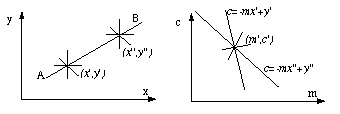 y
B
(x",y")
A
(x',y')
x
c
c=-mx'+y'
(m',c')
c=-mx"+y"
m